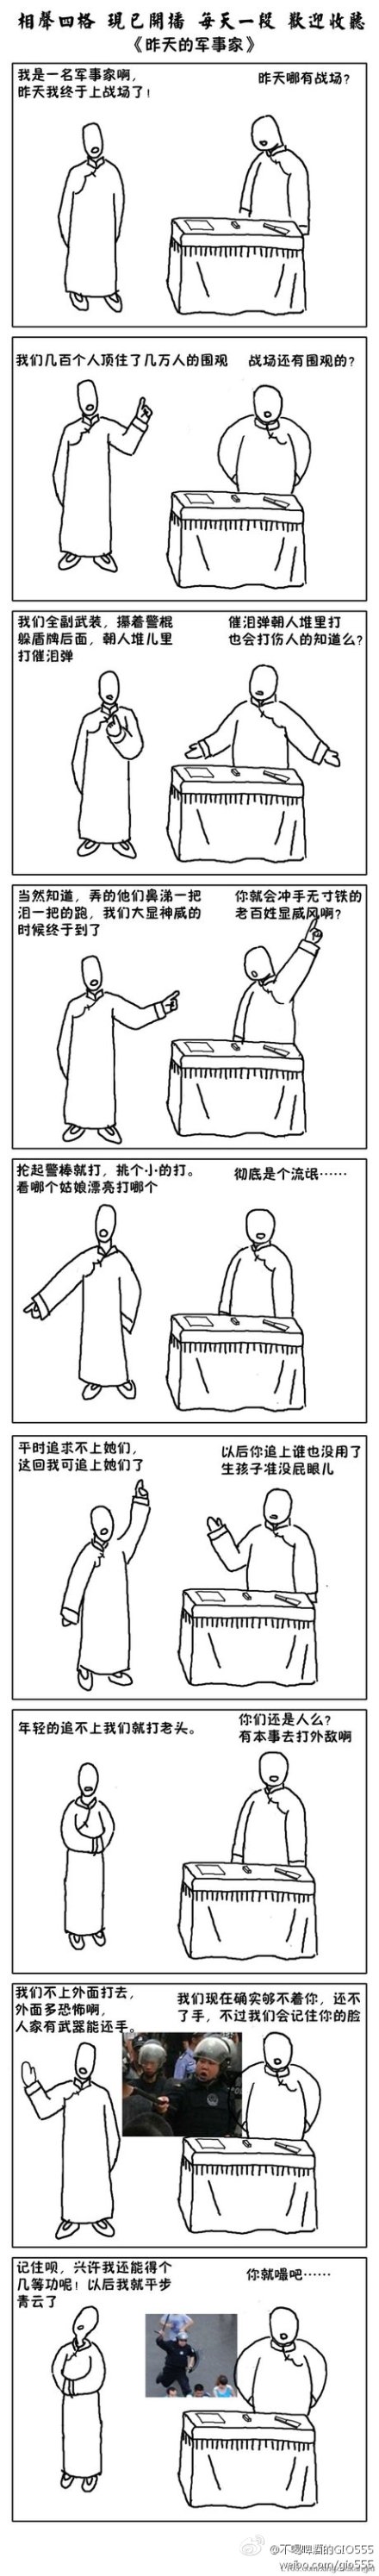 相聲四格 現已開播 每天一段 歡迎收聽
《昨天的军事家》
我是一名军事家啊，
昨天我终于上战场了！
昨天哪有战场？
我们几百个人顶住了几万人的围观
战场还有围观的？
我们全副武装，攥着警棍
躲盾牌后面，朝人堆儿里
打催泪弹
催泪弹朝人堆里打
也会打伤人的知道么？
当然知道，弄的他们鼻涕一把
泪一把的跑，我们大显神威的
时候终于到了
你就会冲手无寸铁的
老百姓显威风啊？
抡起警棒就打，挑个小的打。
看哪个姑娘漂亮打哪个
彻底是个流氓……
平时追求不上她们，
这回我可追上她们了
以后你追上谁也没用了
生孩子准没屁眼儿
年轻的追不上我们就打老头。
你们还是人么？
有本事去打外敌啊
我们不上外面打去，
外面多恐怖啊，
人家有武器能还手。
我们现在确实够不着你，还不
了手，不过我们会记住你的脸
记住呗，兴许我还能得个
几等功呢！以后我就平步
青云了
你就嘬吧……
@不喝啤酒的GIO555
weibo.com/gio555